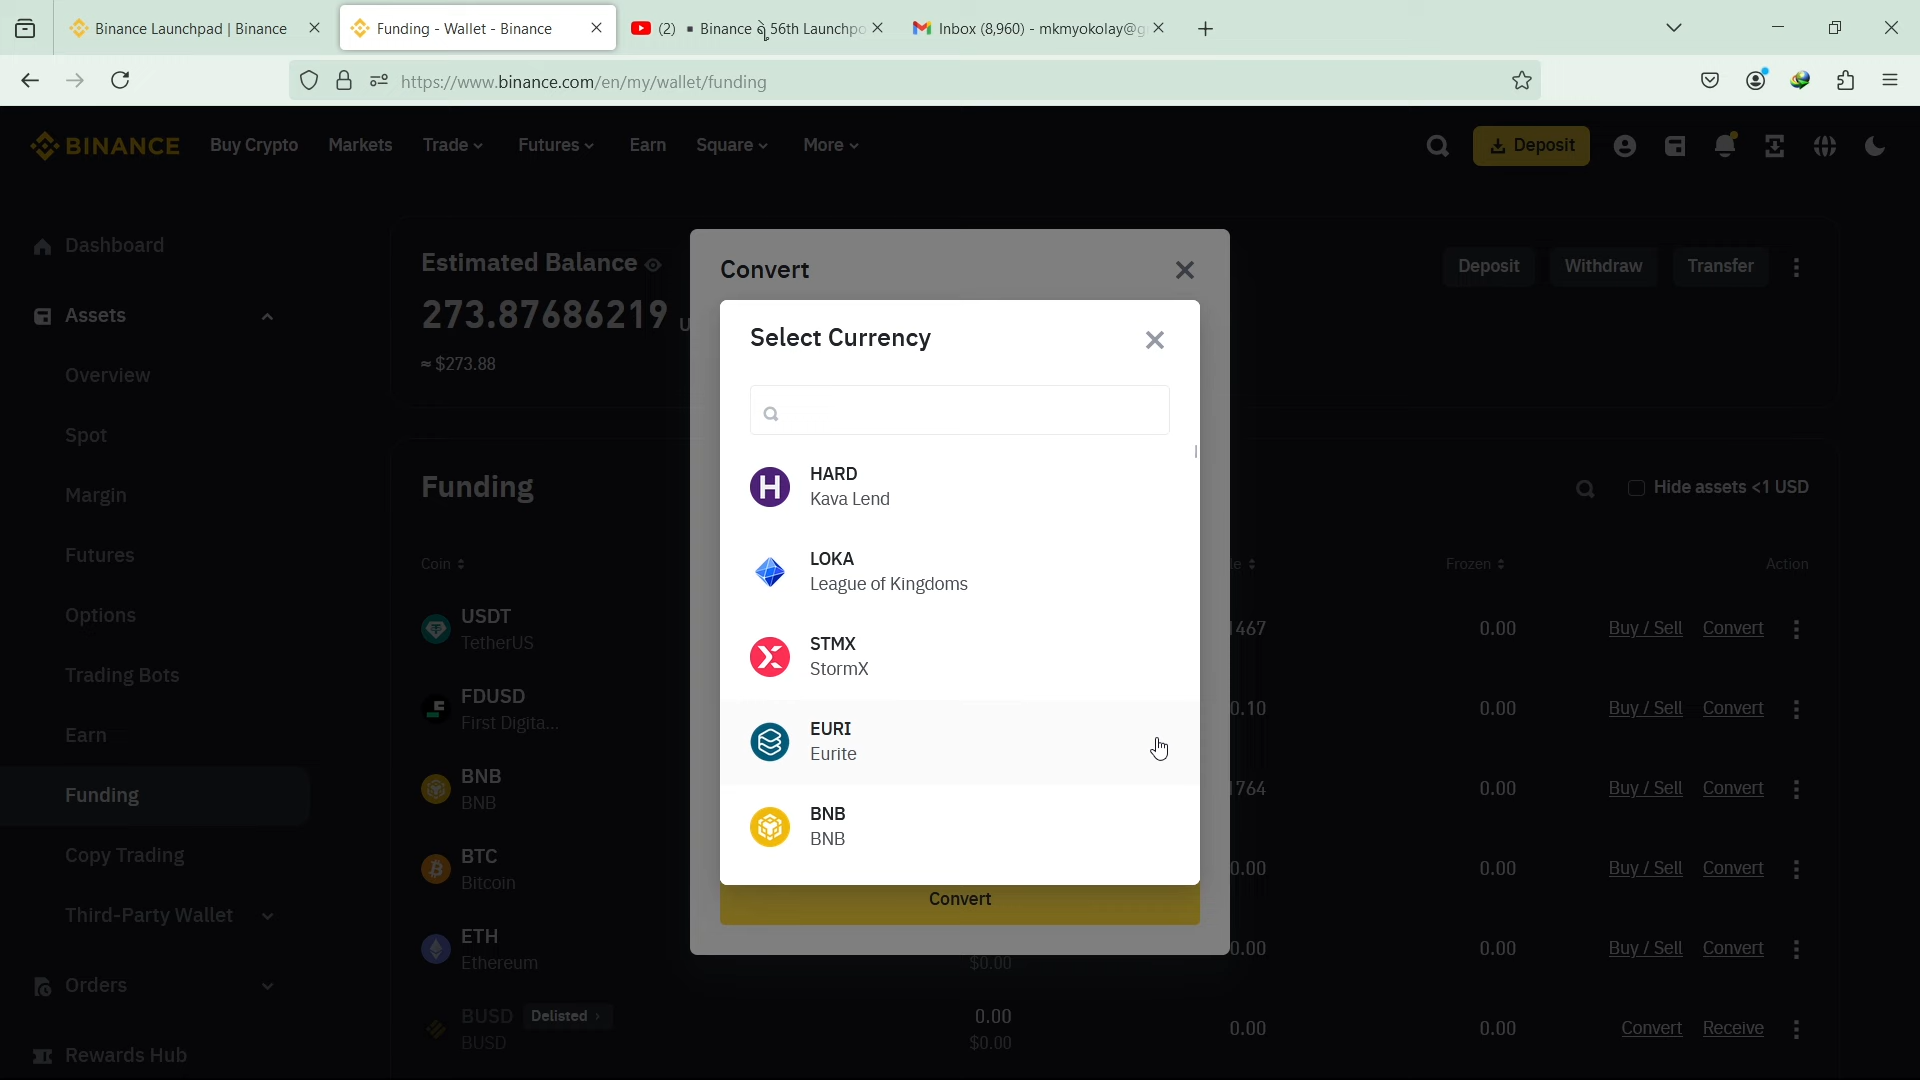 Binance Launchpad | Binance
Funding - Wallet - Binance
(2) ▪ Binance 56th Launchpo
Inbox (8,960) - mkmyokolay@g
https://www.binance.com/en/my/wallet/funding
BINANCE
Buy Crypto
Markets
Trade
Futures
Earn
Square
More
Deposit
Dashboard
Assets
Overview
Spot
Margin
Futures
Options
Trading Bots
Earn
Funding
Copy Trading
Third-Party Wallet
Orders
Rewards Hub
Estimated Balance
273.87686219 U
≈ $273.88
Deposit
Withdraw
Transfer
Funding
Hide assets <1 USD
Coin
le
Frozen
Action
USDT
TetherUS
1467
0.00
Buy / Sell
Convert
FDUSD
First Digita...
0.10
0.00
Buy / Sell
Convert
BNB
BNB
1764
0.00
Buy / Sell
Convert
BTC
Bitcoin
0.00
0.00
Buy / Sell
Convert
ETH
Ethereum
$0.00
0.00
0.00
Buy / Sell
Convert
BUSD
Delisted
BUSD
0.00
$0.00
0.00
0.00
Convert
Receive
Convert
Select Currency
HARD
Kava Lend
LOKA
League of Kingdoms
STMX
StormX
EURI
Eurite
BNB
BNB
Convert